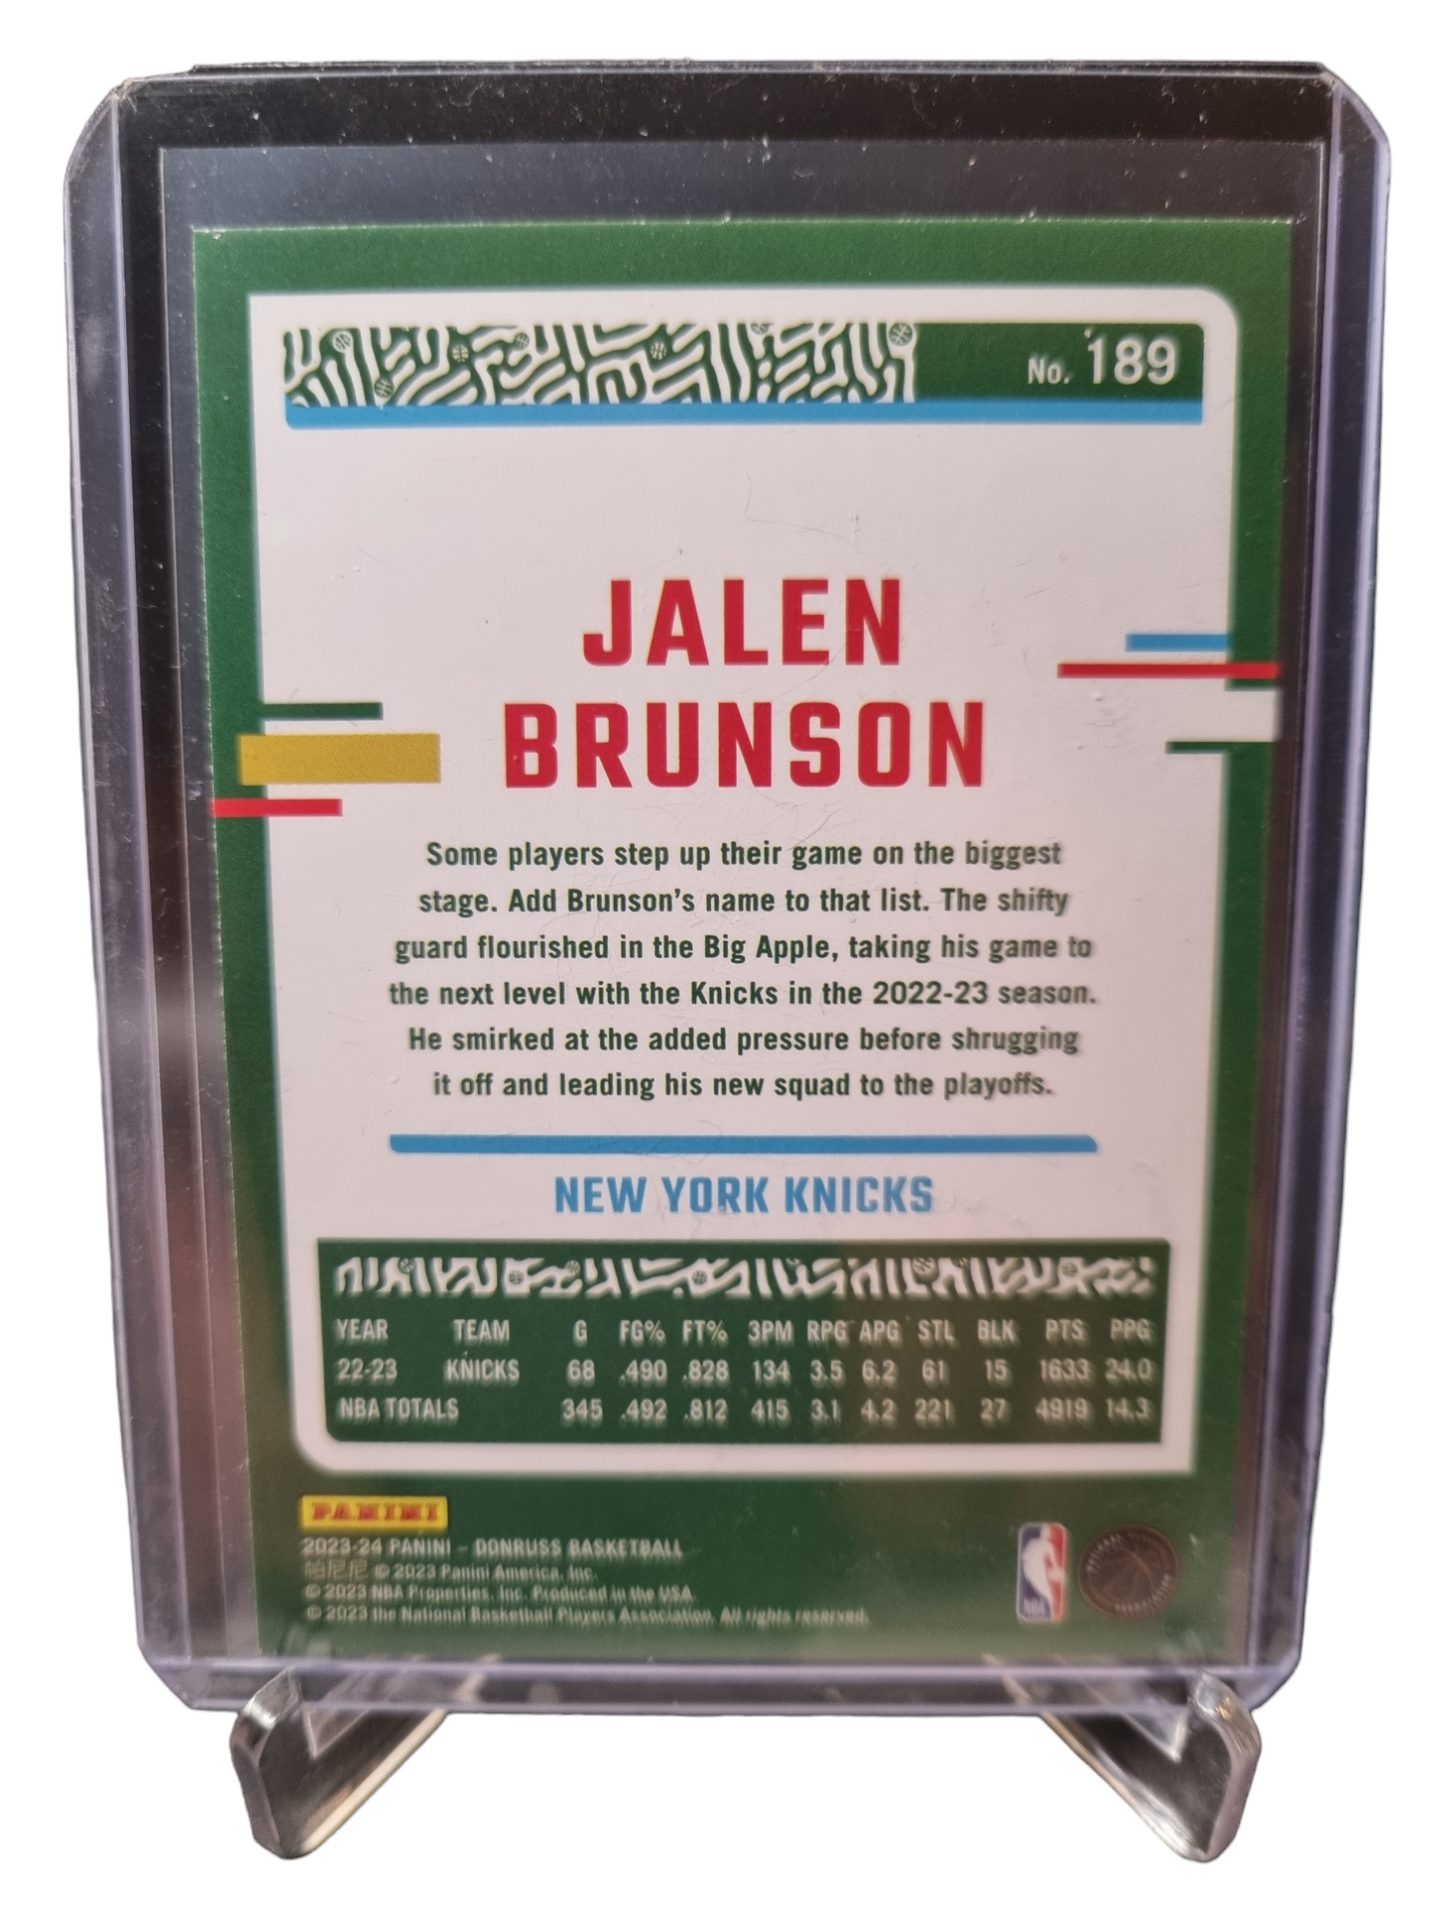 No. 189
JALEN
BRUNSON
Some players step up their game on the biggest
stage. Add Brunson's name to that list. The shifty
guard flourished in the Big Apple, taking his game to
the next level with the Knicks in the 2022-23 season.
He smirked at the added pressure before shrugging
it off and leading his new squad to the playoffs.
NEW YORK KNICKS
YEAR TEAM G FG% FT% 3PM RPG APG STL BLK PTS PPG
22-23 KNICKS 68 .490 .828 134 3.5 6.2 61 15 1633 24.0
NBA TOTALS 345 .492 .812 415 3.1 4.2 221 27 4919 14.3
PANINI
2023-24 PANINI – DONRUSS BASKETBALL
帕尼尼 © 2023 Panini America, Inc.
© 2023 NBA Properties, Inc. Produced in the USA.
© 2023 the National Basketball Players Association. All rights reserved.
NBA